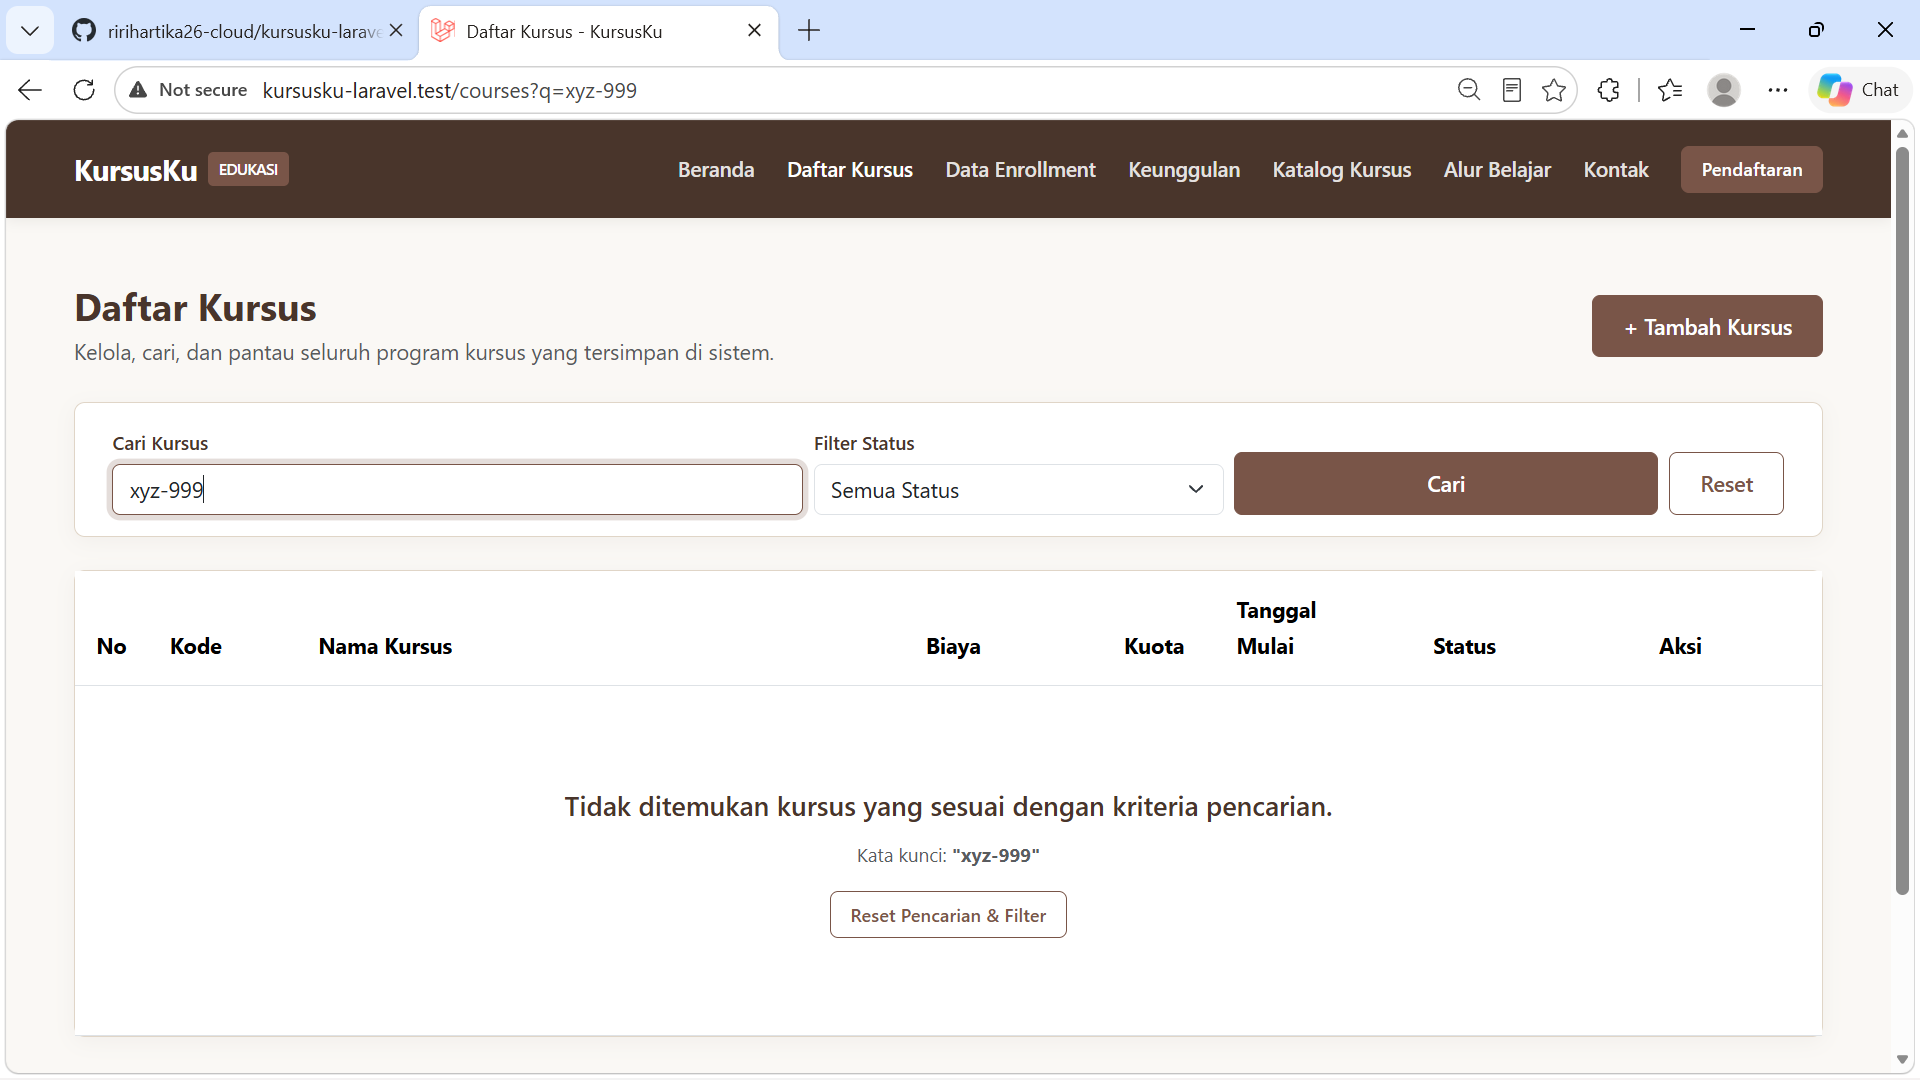 ririhartika26-cloud/kursusku-larave
Daftar Kursus - KursusKu
Not secure kursusku-laravel.test/courses?q=xyz-999
Chat
KursusKu EDUKASI Beranda Daftar Kursus Data Enrollment Keunggulan Katalog Kursus Alur Belajar Kontak Pendaftaran
Daftar Kursus
Kelola, cari, dan pantau seluruh program kursus yang tersimpan di sistem.
+ Tambah Kursus
Cari Kursus
Filter Status
xyz-999
Semua Status
Cari
Reset
No Kode Nama Kursus Biaya Kuota Tanggal Mulai Status Aksi
Tidak ditemukan kursus yang sesuai dengan kriteria pencarian.
Kata kunci: "xyz-999"
Reset Pencarian & Filter